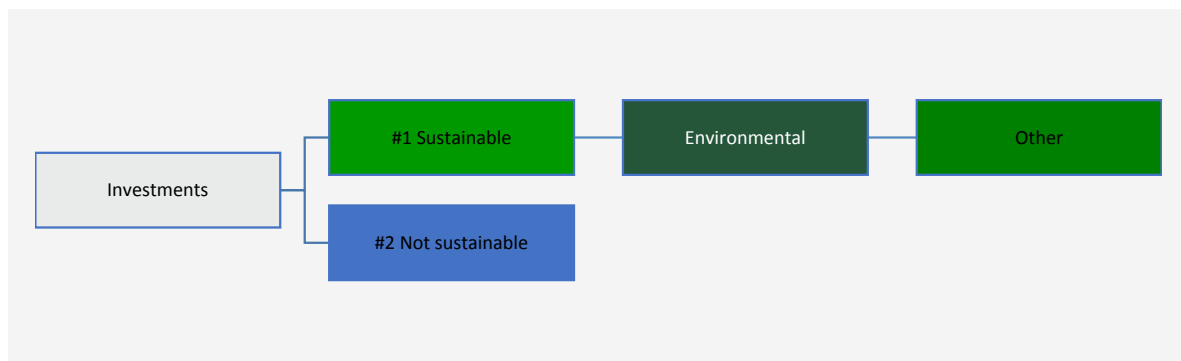 #1 Sustainable
Environmental
Other
Investments
#2 Not sustainable